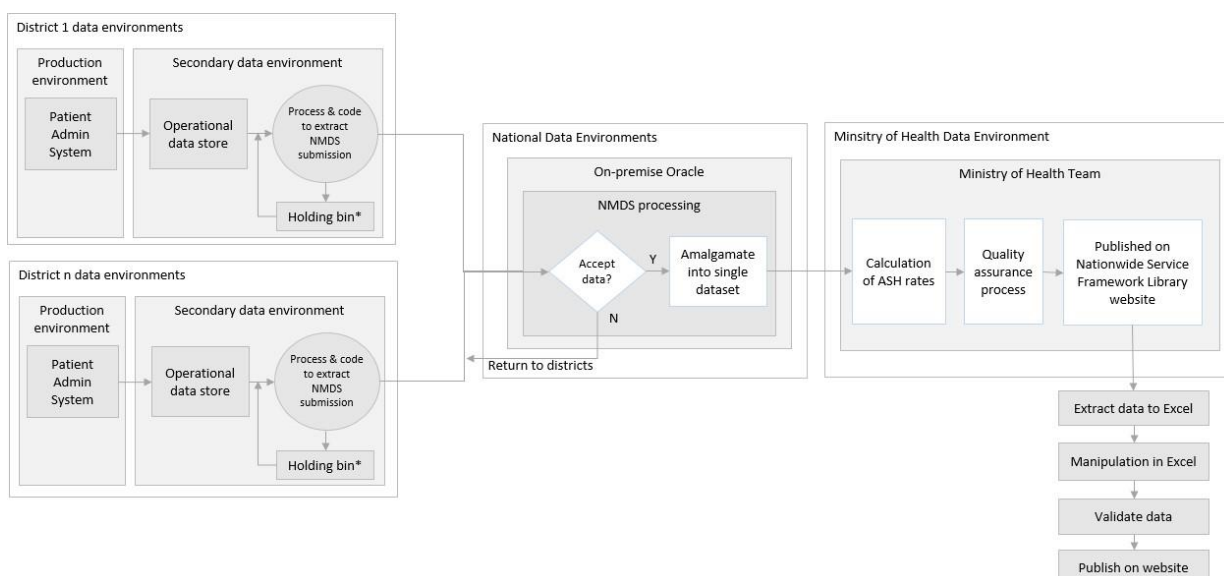 District 1 data environments
Production
environment
Patient
Admin
System
Secondary data environment
Operational
data store
Process & code
to extract
NMDS
submission
Holding bin*
District n data environments
Production
environment
Patient
Admin
System
Secondary data environment
Operational
data store
Process & code
to extract
NMDS
submission
Holding bin*
National Data Environments
On-premise Oracle
NMDS processing
Accept
data?
Y
N
Amalgamate
into single
dataset
Return to districts
Minsitry of Health Data Environment
Ministry of Health Team
Calculation
of ASH rates
Quality
assurance
process
Published on
Nationwide Service
Framework Library
website
Extract data to Excel
Manipulation in Excel
Validate data
Publish on website